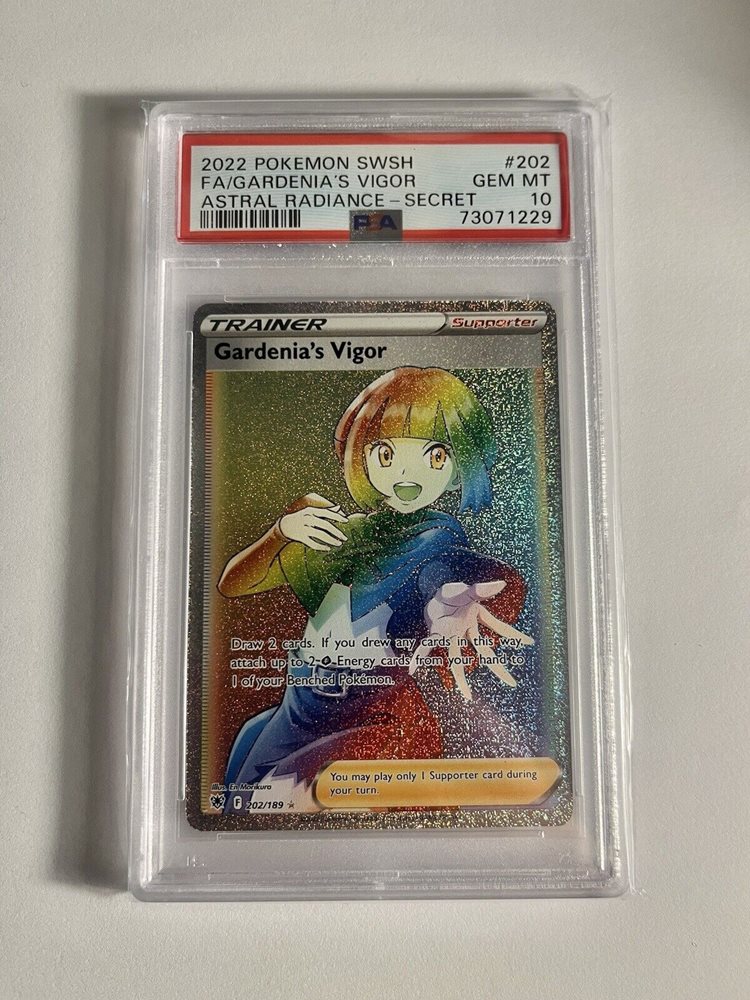 2022 POKEMON SWSH #202
FA/GARDENIA'S VIGOR GEM MT
ASTRAL RADIANCE-SECRET 10
PSA 73071229
TRAINER Supporter
Gardenia's Vigor
Draw 2 cards. If you drew any cards in this way,
attach up to 2 Energy cards from your hand to
1 of your Benched Pokémon.
You may play only 1 Supporter card during
your turn.
Illus. En Morikura
F 202/189